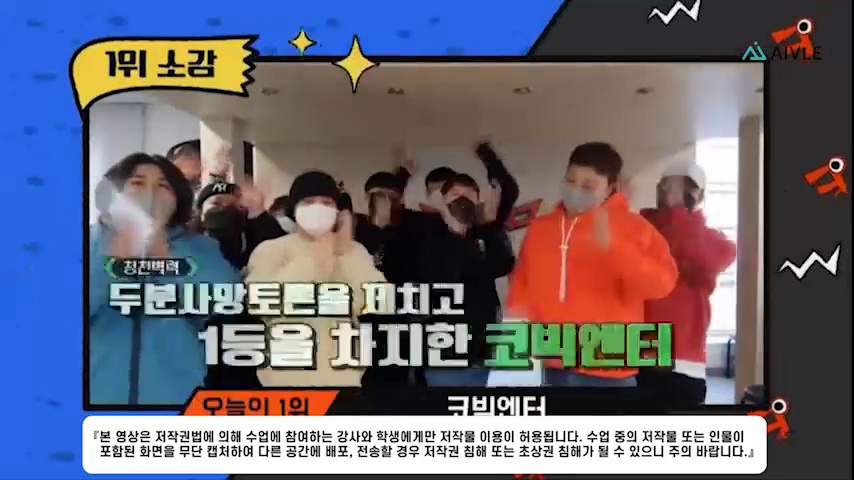 1위 소감
AIVLE
청천벽력
두분사망토론을 제치고
1등을 차지한 코빅엔터
오늘의 1위
코빅엔터
『본 영상은 저작권법에 의해 수업에 참여하는 강사와 학생에게만 저작물 이용이 허용됩니다. 수업 중의 저작물 또는 인물이
포함된 화면을 무단 캡처하여 다른 공간에 배포, 전송할 경우 저작권 침해 또는 초상권 침해가 될 수 있으니 주의 바랍니다.』